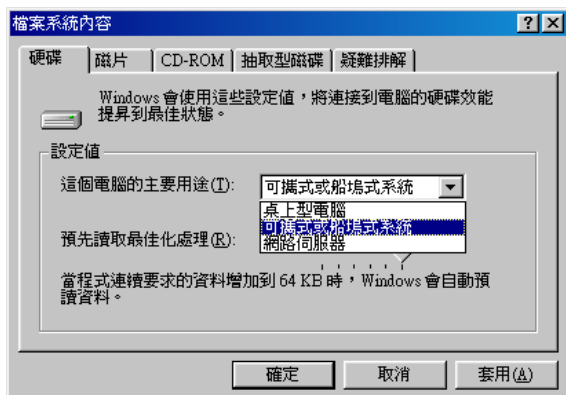 檔案系統內容
硬碟 磁片 CD-ROM 抽取型磁碟 疑難排解
Windows 會使用這些設定值，將連接到電腦的硬碟效能
提昇到最佳狀態。
設定值
這個電腦的主要用途(T): 可攜式或船塢式系統
桌上型電腦
可攜式或船塢式系統
網路伺服器
預先讀取最佳化處理(R):
當程式連續要求的資料增加到 64 KB 時，Windows 會自動預
讀資料。
確定 取消 套用(A)